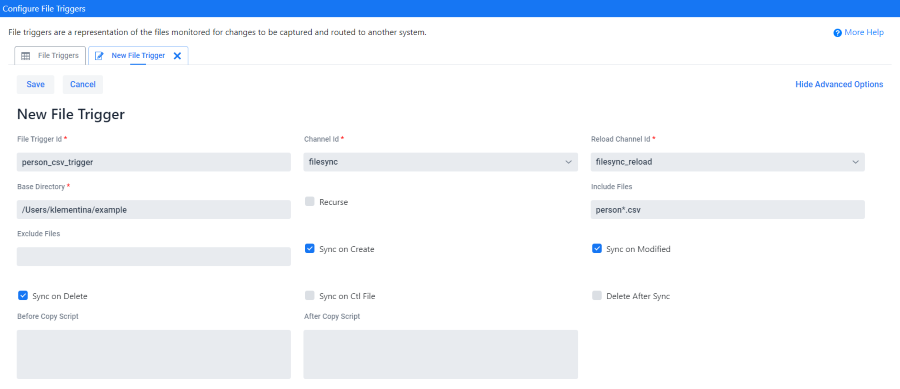 Configure File Triggers
File triggers are a representation of the files monitored for changes to be captured and routed to another system.
More Help
File Triggers
New File Trigger
Save
Cancel
Hide Advanced Options
New File Trigger
File Trigger Id *
Channel Id *
Reload Channel Id *
person_csv_trigger
filesync
filesync_reload
Base Directory *
Recurse
Include Files
/Users/klementina/example
person*.csv
Exclude Files
Sync on Create
Sync on Modified
Sync on Delete
Sync on Ctl File
Delete After Sync
Before Copy Script
After Copy Script